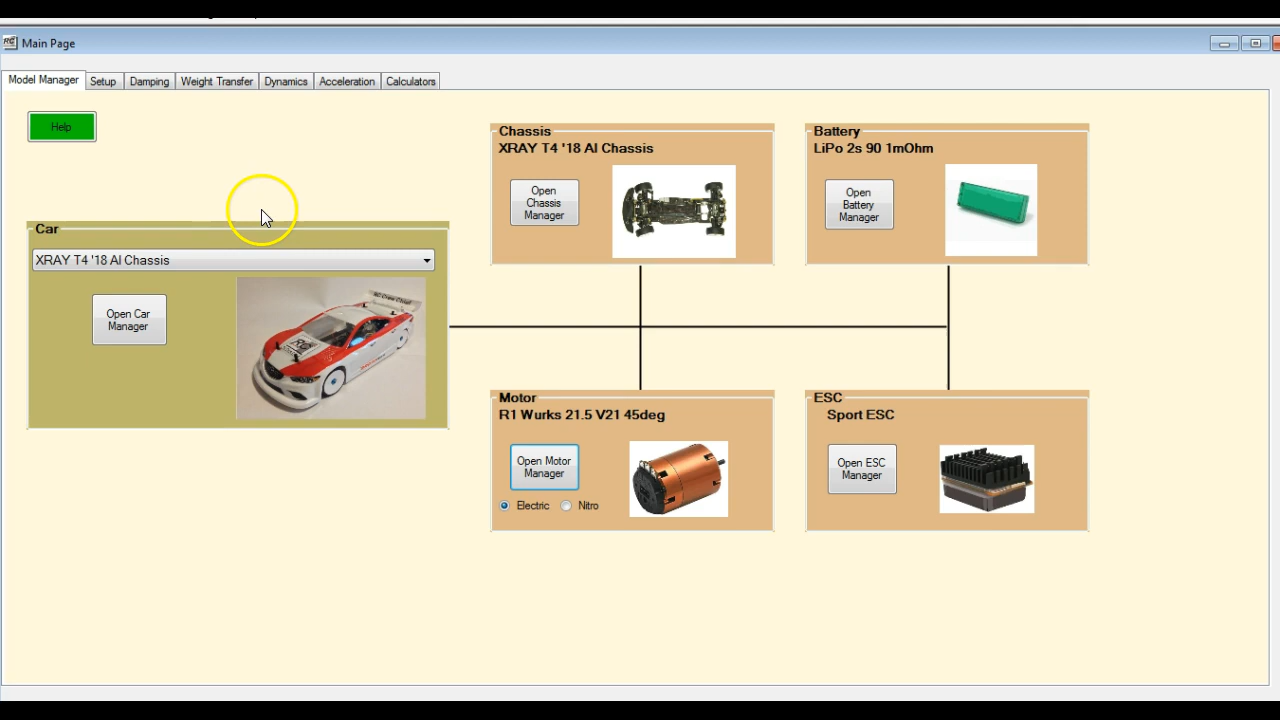 Main Page
Model Manager Setup Damping Weight Transfer Dynamics Acceleration Calculators
Help
Car
XRAY T4 '18 Al Chassis
Open Car
Manager
Chassis
XRAY T4 '18 Al Chassis
Open
Chassis
Manager
Battery
LiPo 2s 90 1mOhm
Open
Battery
Manager
Motor
R1 Wurks 21.5 V21 45deg
Open Motor
Manager
Electric Nitro
ESC
Sport ESC
Open ESC
Manager